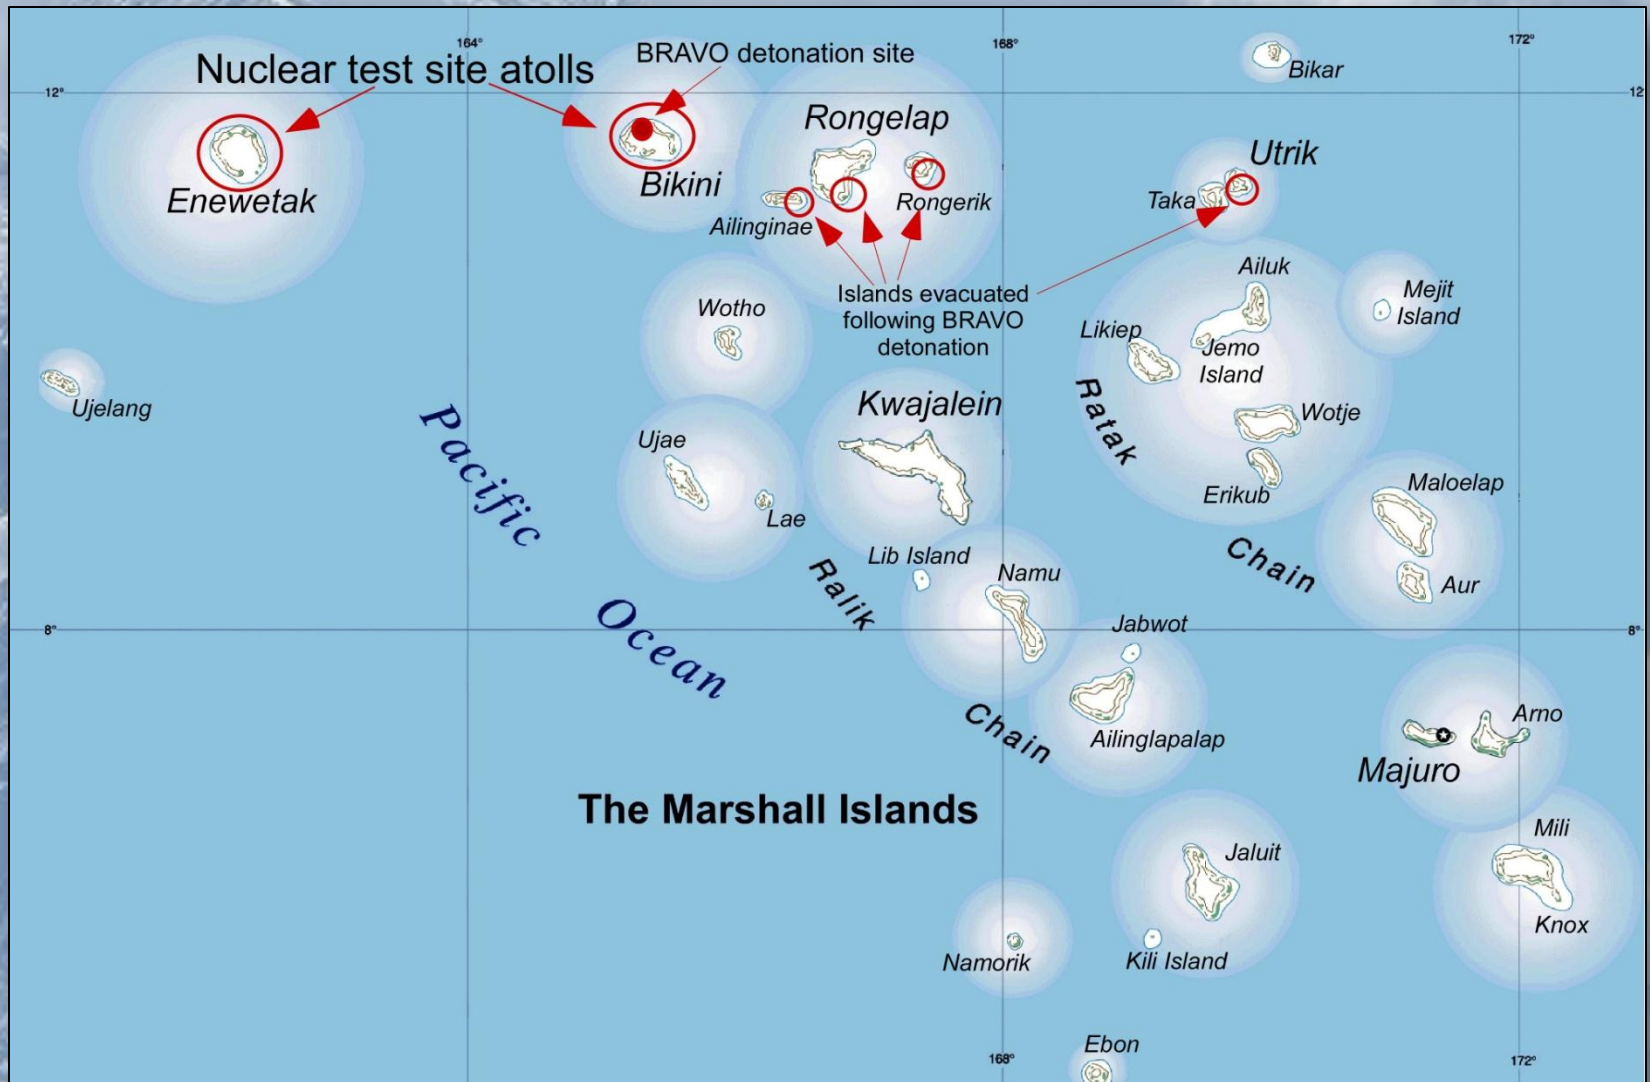 164°
168°
172°
Nuclear test site atolls
BRAVO detonation site
Bikar
12°
12
Rongelap
Utrik
Enewetak
Bikini
Ailinginae
Rongerik
Taka
Islands evacuated
following BRAVO
detonation
Ailuk
Mejit
Island
Wotho
Likiep
Jemo
Island
Ujelang
Kwajalein
Ratak
Wotje
Pacific
Ujae
Lae
Erikub
Maloelap
Lib Island
Ralik
Namu
Chain
Aur
Ocean
8°
8°
Jabwot
Chain
Ailinglapalap
Arno
Majuro
The Marshall Islands
Mili
Jaluit
Knox
Namorik
Kili Island
Ebon
168°
172°